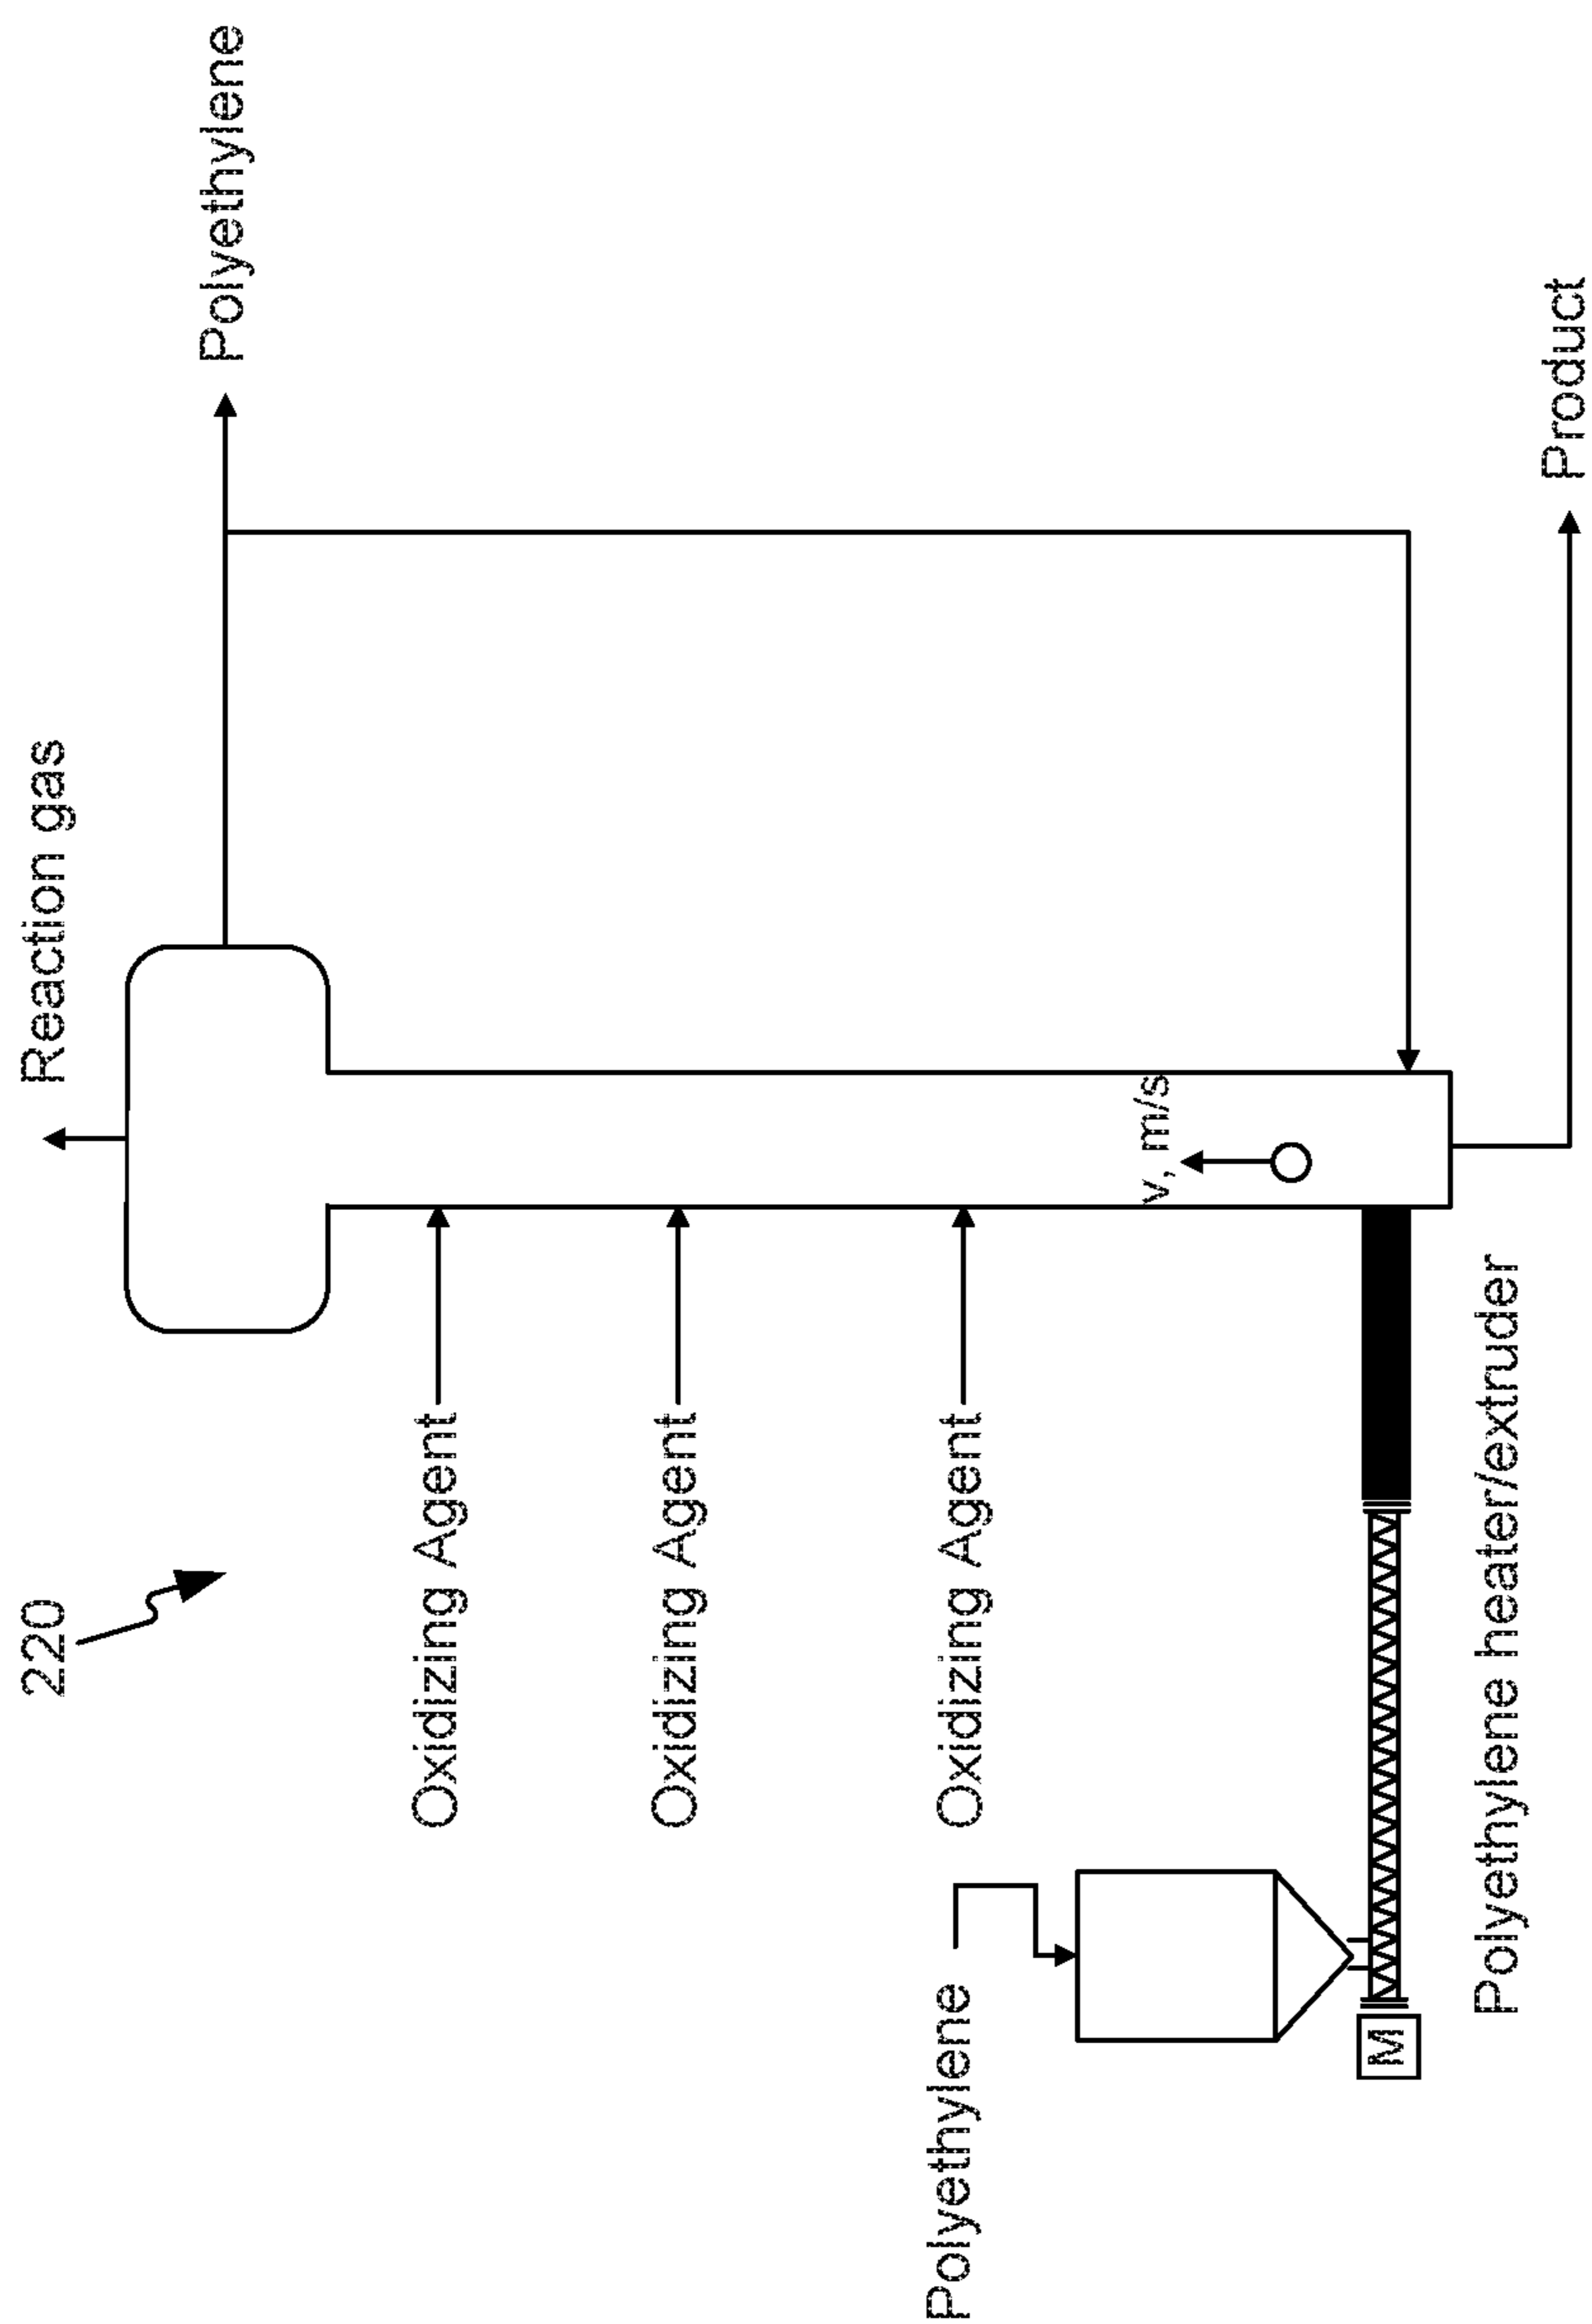 220
Reaction gas
Polyethylene
Oxidizing Agent
Oxidizing Agent
Polyethylene
Oxidizing Agent
v, m/s
M
Polyethylene heater/extruder
Product